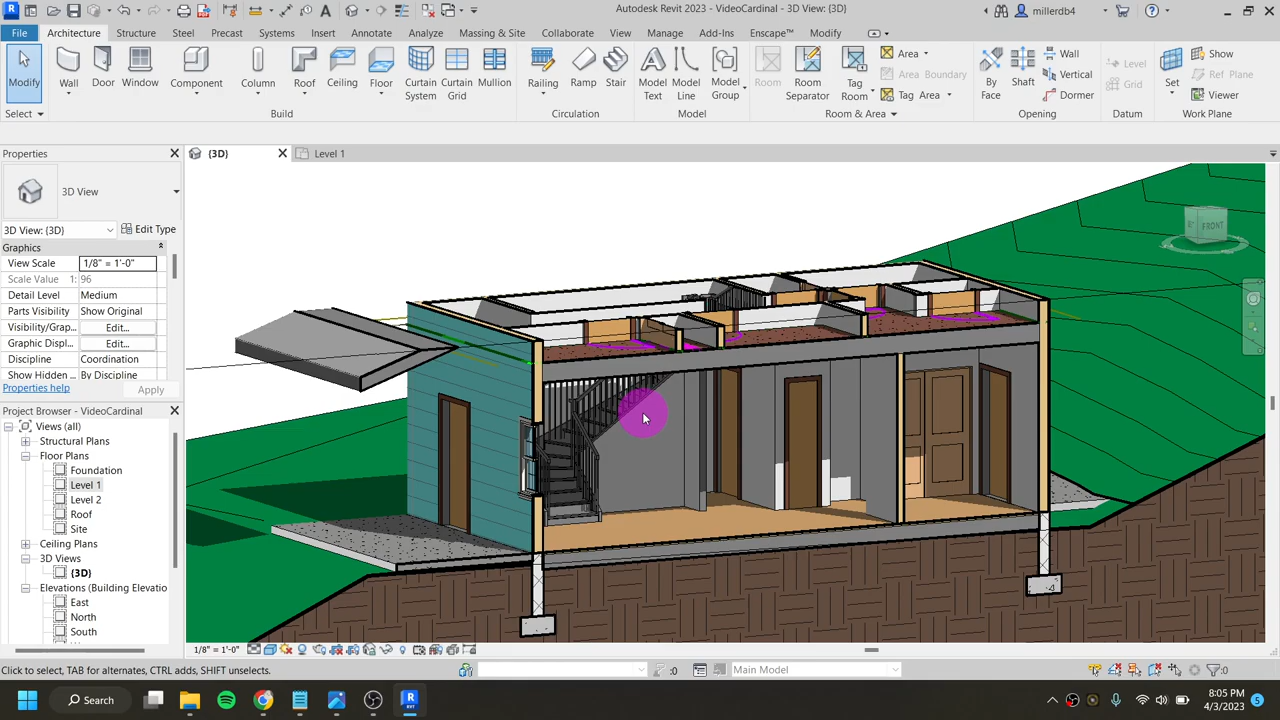 Autodesk Revit 2023 - VideoCardinal - 3D View: {3D}
millerdb4
File Architecture Structure Steel Precast Systems Insert Annotate Analyze Massing & Site Collaborate View Manage Add-Ins Enscape™ Modify
Modify Wall Door Window Component Column Roof Ceiling Floor Curtain System Curtain Grid Mullion Railing Ramp Stair Model Text Model Line Model Group Room Room Separator Tag Room
Area
Area Boundary
Tag Area
By Face Shaft
Wall
Vertical
Dormer
Level
Grid
Set
Show
Ref Plane
Viewer
Select Build Circulation Model Room & Area Opening Datum Work Plane
Properties
{3D}
Level 1
3D View
3D View: {3D}
Edit Type
Graphics
View Scale 1/8" = 1'-0"
Scale Value 1: 96
Detail Level Medium
Parts Visibility Show Original
Visibility/Grap... Edit...
Graphic Displ... Edit...
Discipline Coordination
Show Hidden By Discipline
Properties help
Apply
Project Browser - VideoCardinal
Views (all)
Structural Plans
Floor Plans
Foundation
Level 1
Level 2
Roof
Site
Ceiling Plans
3D Views
{3D}
Elevations (Building Elevatio
East
North
South
FRONT
1/8" = 1'-0"
Click to select, TAB for alternates, CTRL adds, SHIFT unselects.
:0
Main Model
:0
Search
8:05 PM
4/3/2023
5